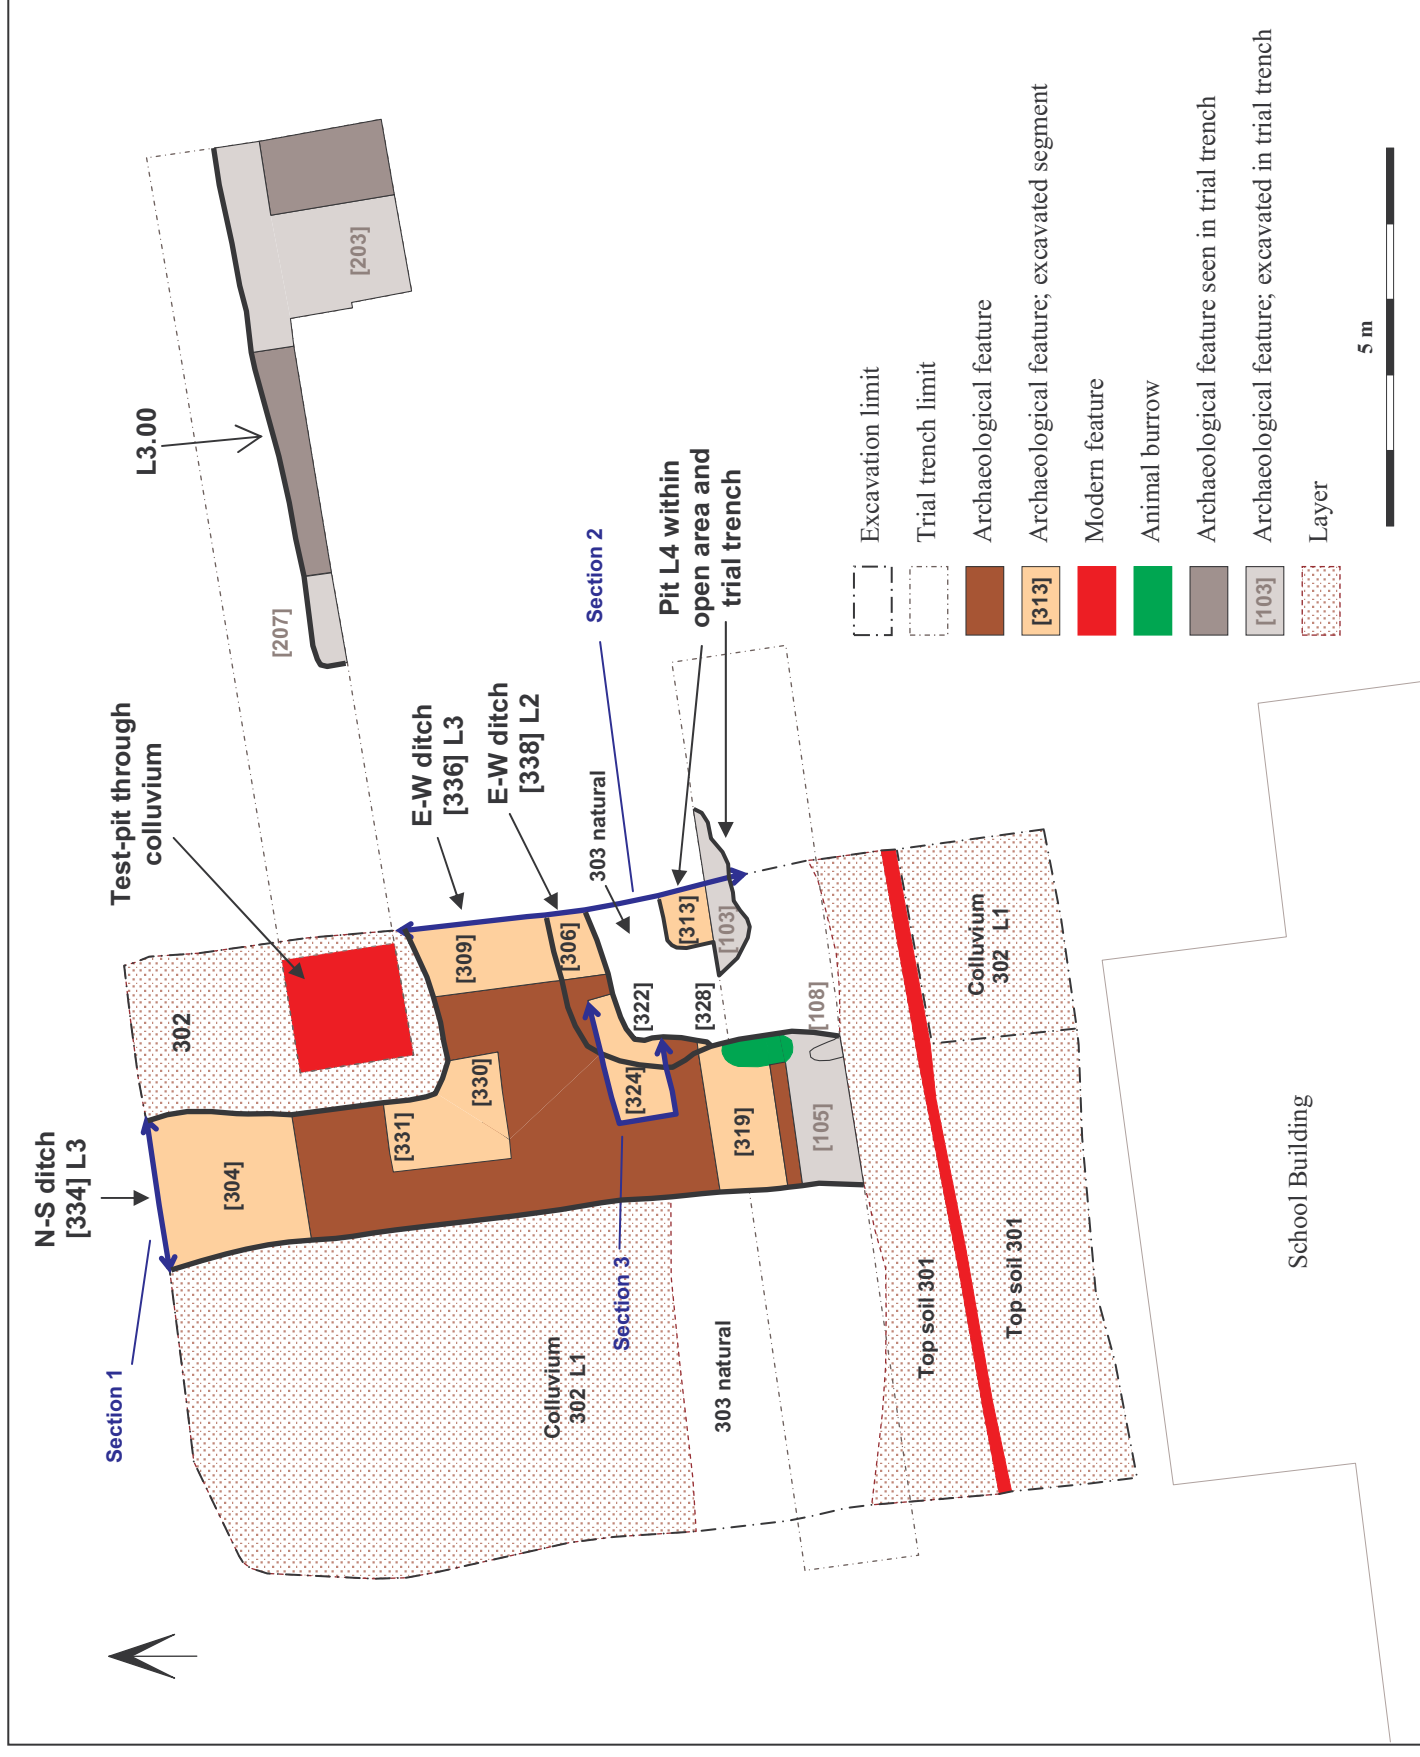 L3.00
[203]
[207]
Test-pit through
colluvium
N-S ditch
[334] L3
Section 1
E-W ditch
[336] L3
E-W ditch
[338] L2
303 natural
Section 2
Pit L4 within
open area and
trial trench
302
[304]
[309]
[306]
[331]
[330]
[322]
[328]
[324]
[313]
[103]
[108]
[319]
[105]
Section 3
Colluvium
302 L1
303 natural
Top soil 301
Top soil 301
Colluvium
302 L1
School Building
Excavation limit
Trial trench limit
Archaeological feature
[313]
Archaeological feature; excavated segment
Modern feature
Animal burrow
Archaeological feature seen in trial trench
[103]
Archaeological feature; excavated in trial trench
Layer
5 m